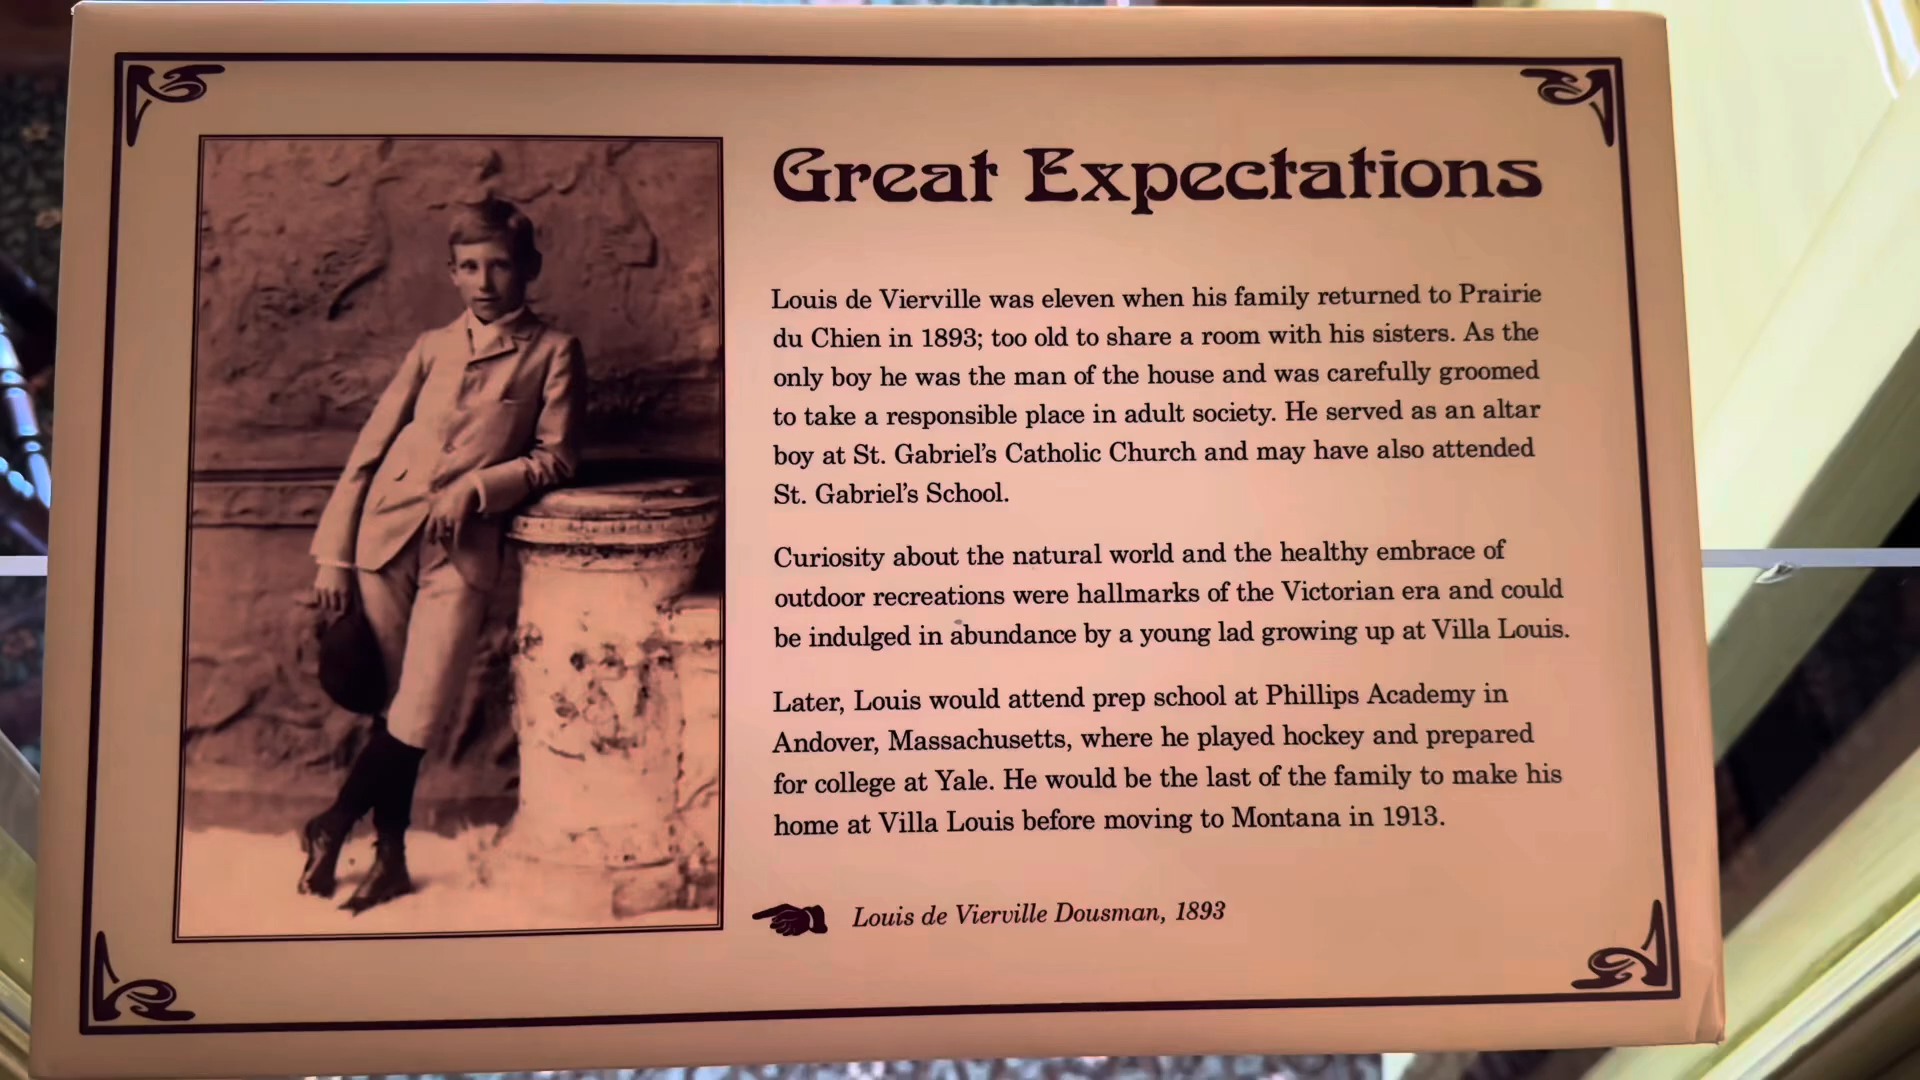 Great Expectations
Louis de Vierville was eleven when his family returned to Prairie
du Chien in 1893; too old to share a room with his sisters. As the
only boy he was the man of the house and was carefully groomed
to take a responsible place in adult society. He served as an altar
boy at St. Gabriel's Catholic Church and may have also attended
St. Gabriel's School.
Curiosity about the natural world and the healthy embrace of
outdoor recreations were hallmarks of the Victorian era and could
be indulged in abundance by a young lad growing up at Villa Louis.
Later, Louis would attend prep school at Phillips Academy in
Andover, Massachusetts, where he played hockey and prepared
for college at Yale. He would be the last of the family to make his
home at Villa Louis before moving to Montana in 1913.
Louis de Vierville Dousman, 1893